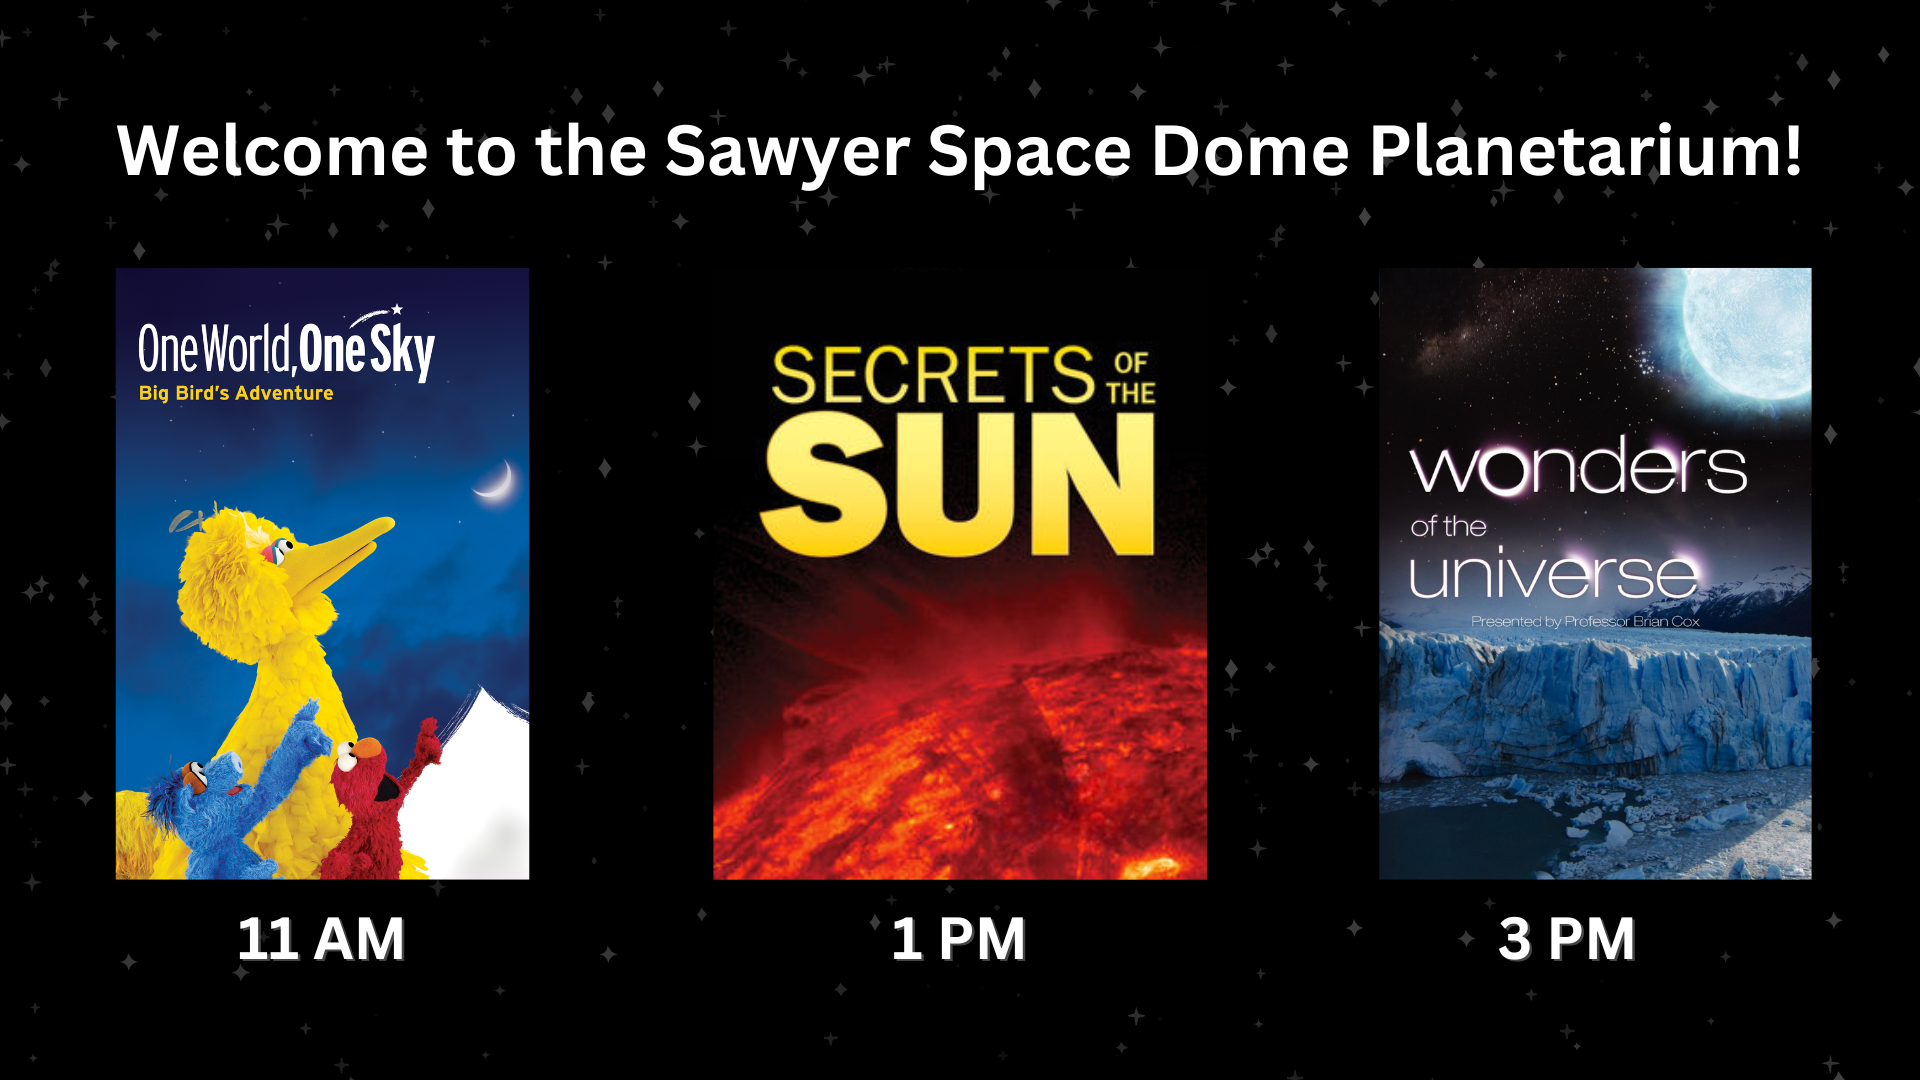 Welcome to the Sawyer Space Dome Planetarium!
One World, One Sky
Big Bird's Adventure
SECRETS OF THE
SUN
wonders
of the
universe
Presented by Professor Brian Cox
11 AM
1 PM
3 PM